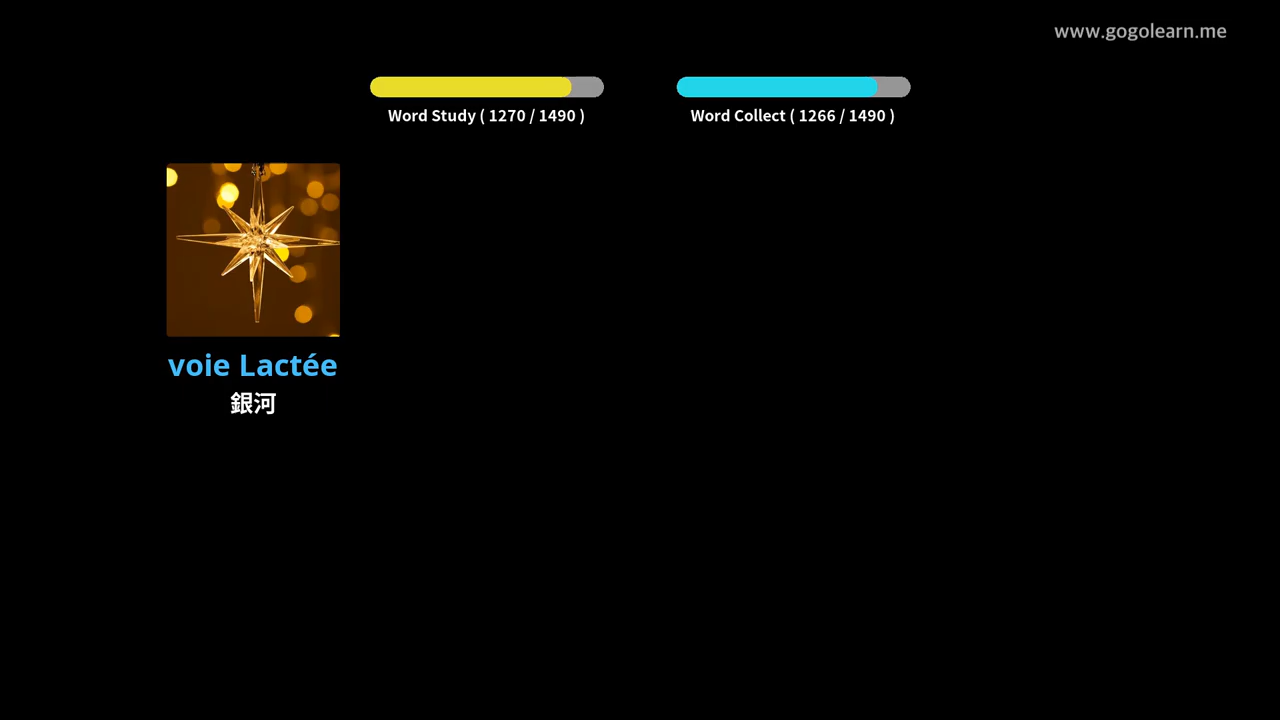 www.gogolearn.me
Word Study ( 1270 / 1490 )
Word Collect ( 1266 / 1490 )
voie Lactée
銀河